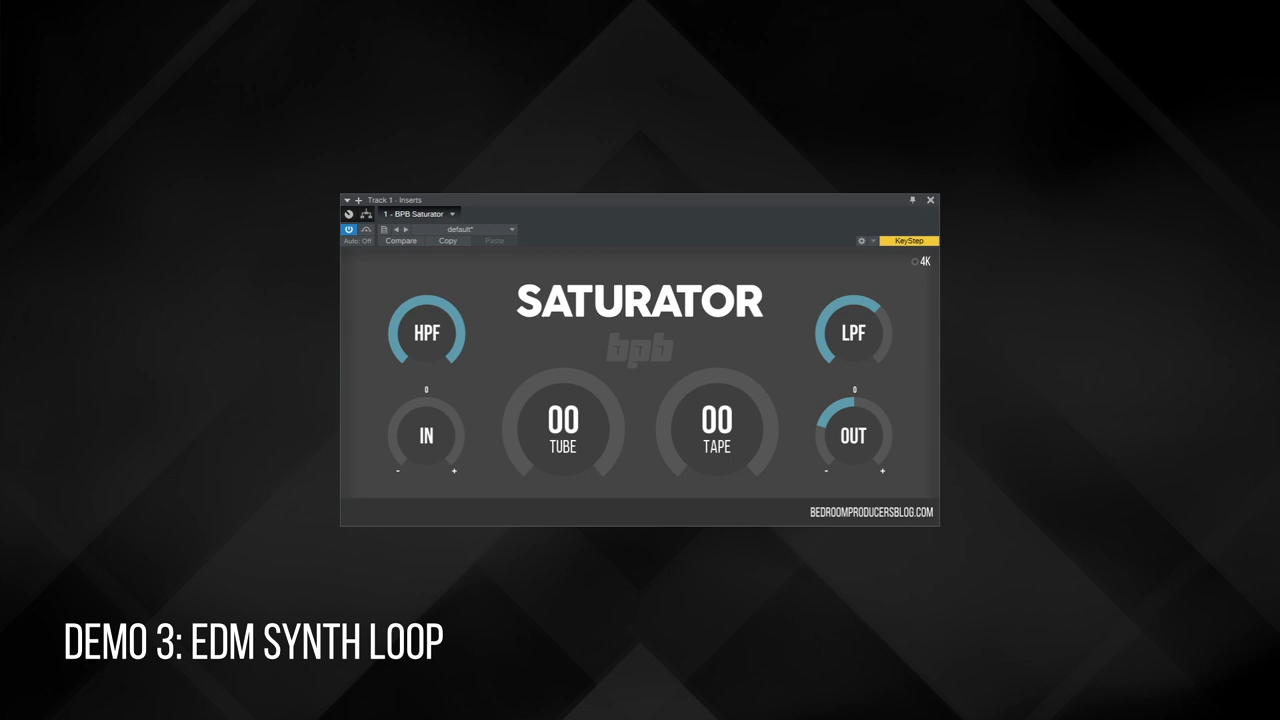 Track 1 - Inserts
1 - BPB Saturator
default*
Auto: Off
Compare
Copy
Paste
KeyStep
4K
SATURATOR
bpb
HPF
LPF
0
0
IN
00
TUBE
00
TAPE
OUT
- +
- +
BEDROOMPRODUCERSBLOG.COM
DEMO 3: EDM SYNTH LOOP